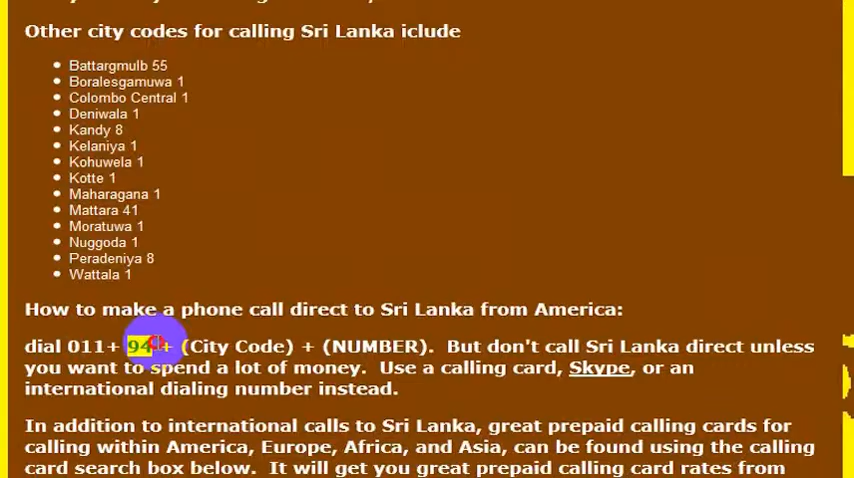 Other city codes for calling Sri Lanka iclude
Battargmulb 55
Boralesgamuwa 1
Colombo Central 1
Deniwala 1
Kandy 8
Kelaniya 1
Kohuwela 1
Kotte 1
Maharagana 1
Mattara 41
Moratuwa 1
Nuggoda 1
Peradeniya 8
Wattala 1
How to make a phone call direct to Sri Lanka from America:
dial 011+ 94 + (City Code) + (NUMBER).  But don't call Sri Lanka direct unless
you want to spend a lot of money.  Use a calling card, Skype, or an
international dialing number instead.
In addition to international calls to Sri Lanka, great prepaid calling cards for
calling within America, Europe, Africa, and Asia, can be found using the calling
card search box below.  It will get you great prepaid calling card rates from